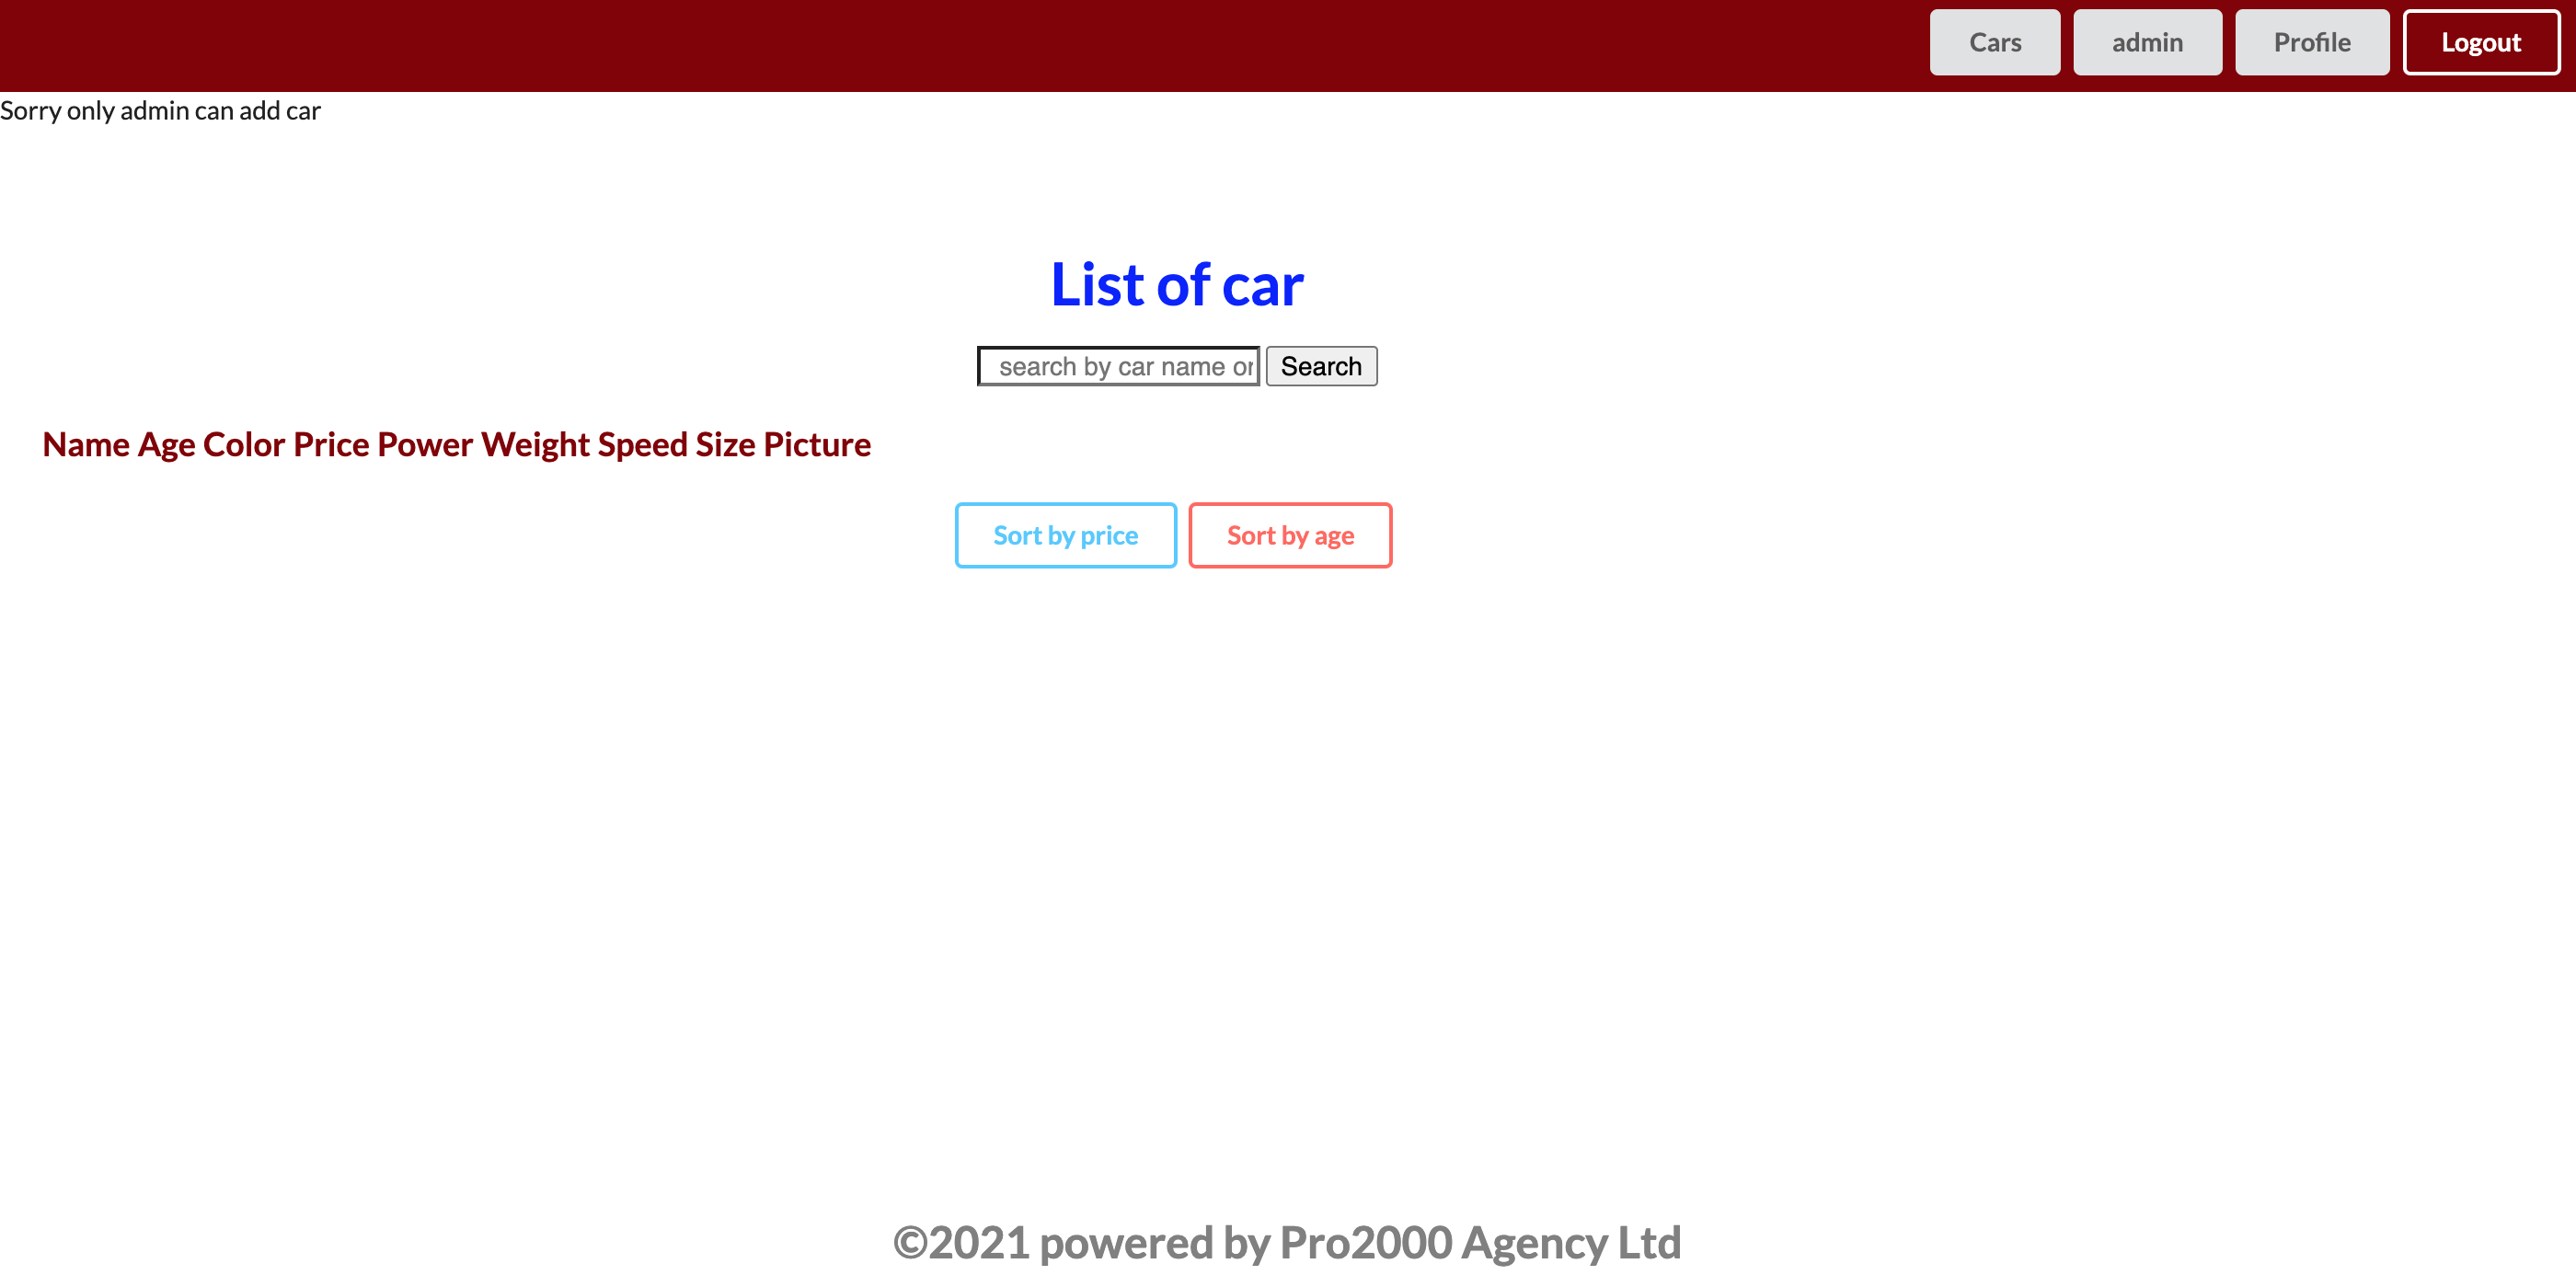 Cars admin Profile Logout
Sorry only admin can add car
List of car
search by car name or Search
Name Age Color Price Power Weight Speed Size Picture
Sort by price Sort by age
©2021 powered by Pro2000 Agency Ltd